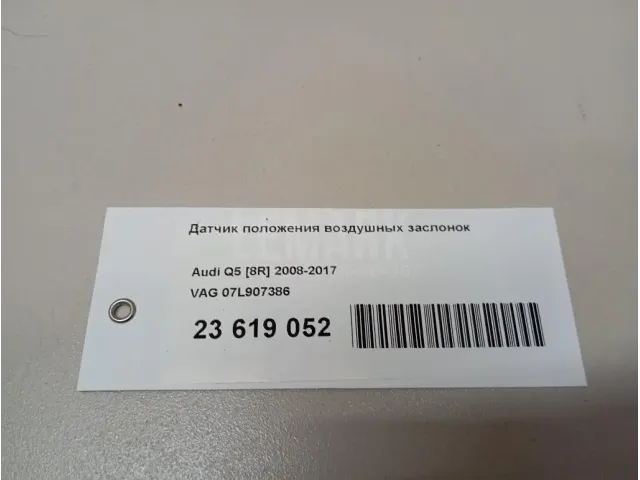 Датчик положения воздушных заслонок
Audi Q5 [8R] 2008-2017
VAG 07L907386
23 619 052